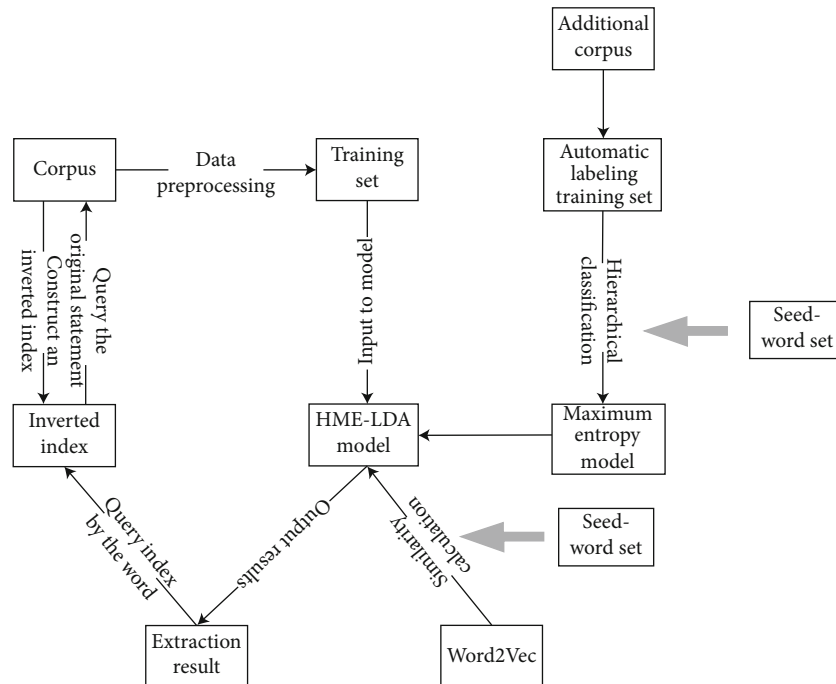 Additional
corpus
Corpus
Data
preprocessing
Training
set
Automatic
labeling
training set
Query the
original statement
Construct an
inverted index
Input to model
Hierarchical
classification
Seed-
word set
Inverted
index
HME-LDA
model
Maximum
entropy
model
Query index
by the word
Output results
Similarity
calculation
Seed-
word set
Extraction
result
Word2Vec